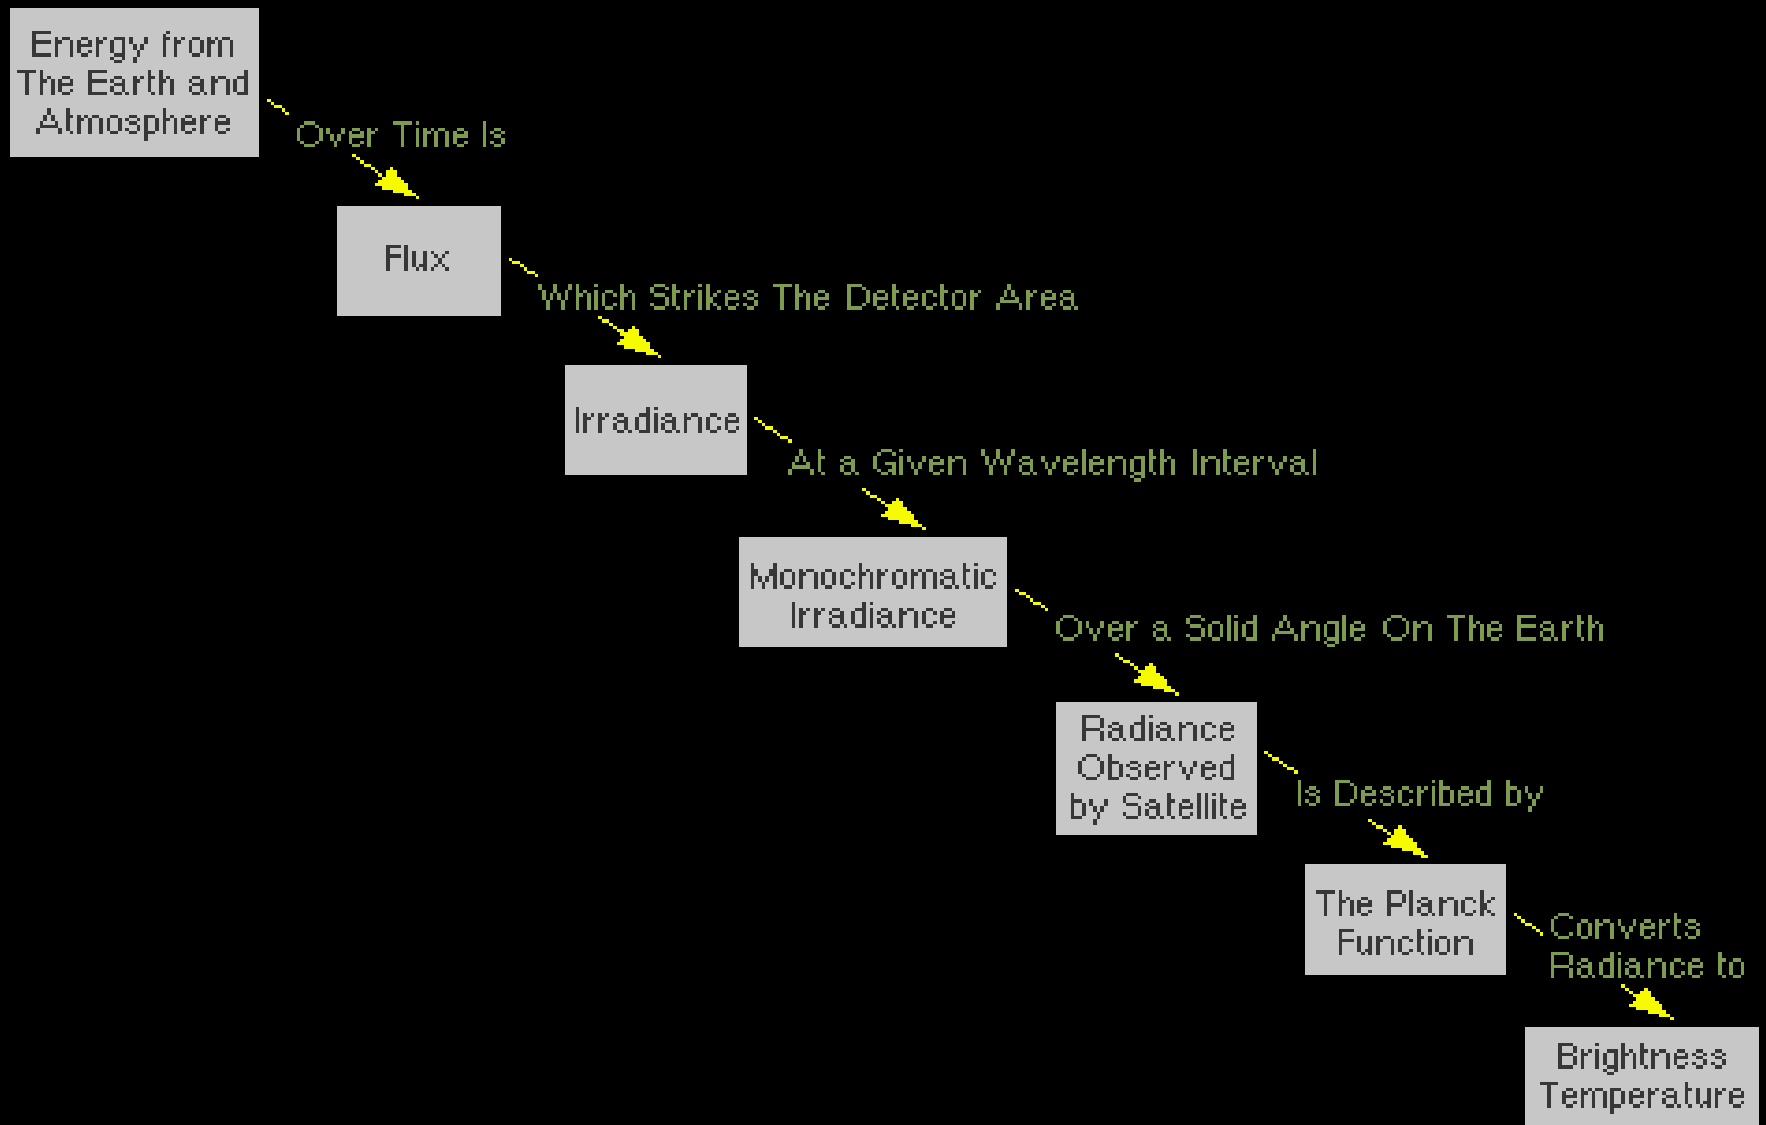 Energy from
The Earth and
Atmosphere
Over Time Is
Flux
Which Strikes The Detector Area
Irradiance
At a Given Wavelength Interval
Monochromatic
Irradiance
Over a Solid Angle On The Earth
Radiance
Observed
by Satellite
Is Described by
The Planck
Function
Converts
Radiance to
Brightness
Temperature